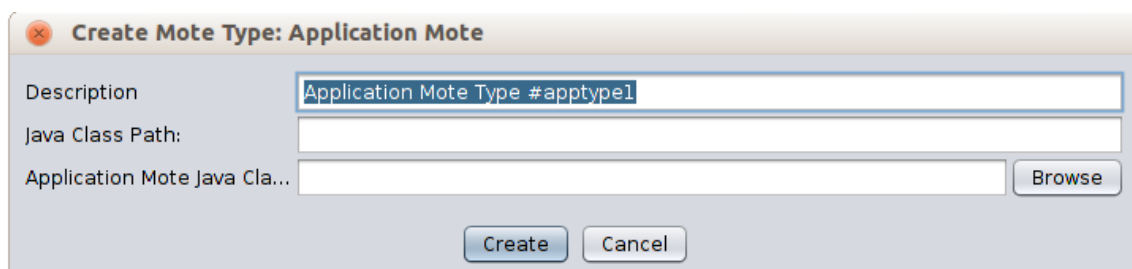 Create Mote Type: Application Mote
Description Application Mote Type #apptype1
Java Class Path:
Application Mote Java Cla... Browse
Create Cancel